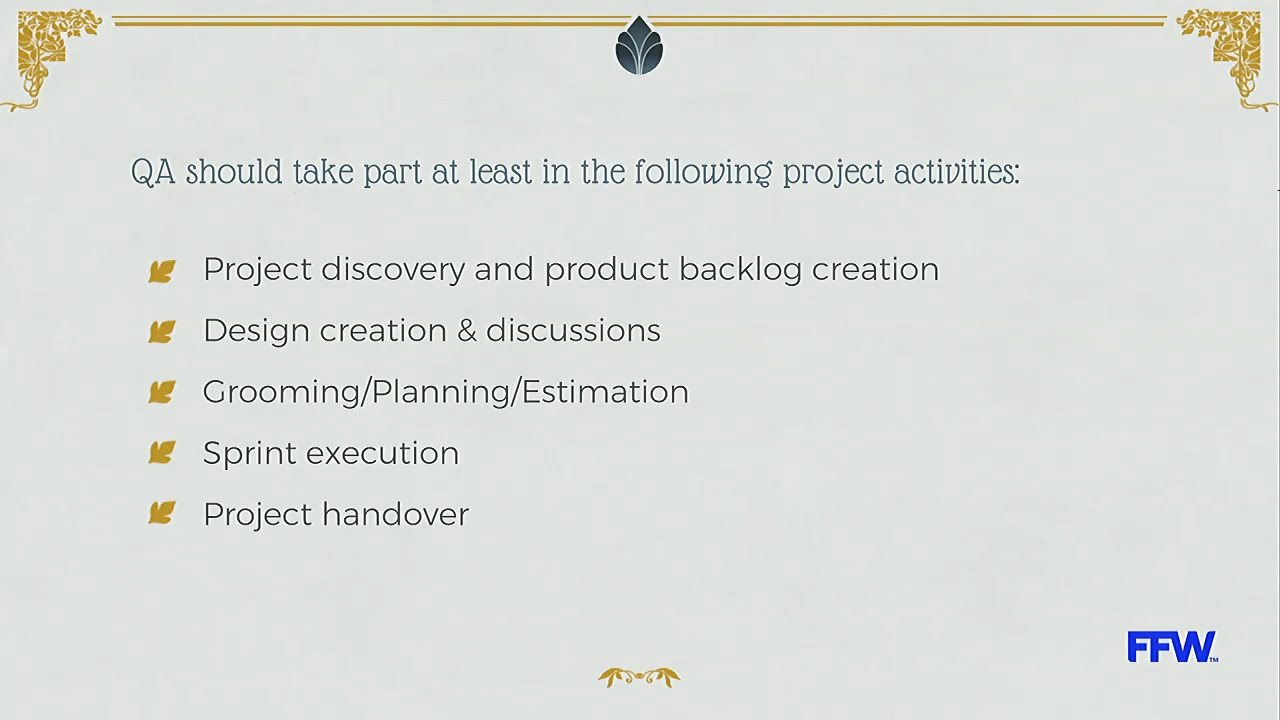 QA should take part at least in the following project activities:
Project discovery and product backlog creation
Design creation & discussions
Grooming/Planning/Estimation
Sprint execution
Project handover
FFW™